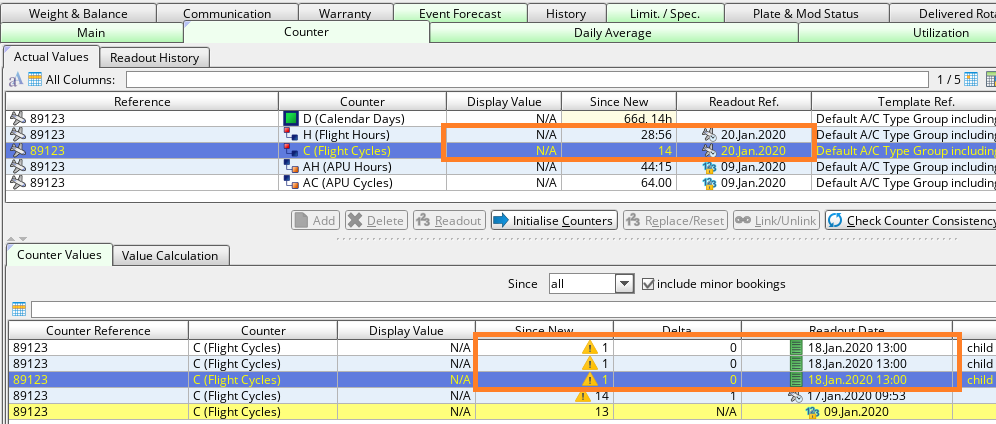 Weight & Balance Communication Warranty Event Forecast History Limit. / Spec. Plate & Mod Status Delivered Rota
Main Counter Daily Average Utilization
Actual Values Readout History
All Columns: 1 / 5
Reference Counter Display Value Since New Readout Ref. Template Ref.
89123 D (Calendar Days) N/A 66d, 14h Default A/C Type Group including
89123 H (Flight Hours) N/A 28:56 20.Jan.2020 Default A/C Type Group including
89123 C (Flight Cycles) N/A 14 20.Jan.2020 Default A/C Type Group including
89123 AH (APU Hours) N/A 44:15 09.Jan.2020 Default A/C Type Group including
89123 AC (APU Cycles) N/A 64.00 09.Jan.2020 Default A/C Type Group including
Add Delete Readout Initialise Counters Replace/Reset Link/Unlink Check Counter Consistency
Counter Values Value Calculation
Since all include minor bookings
Counter Reference Counter Display Value Since New Delta Readout Date
89123 C (Flight Cycles) N/A 1 0 18.Jan.2020 13:00 child
89123 C (Flight Cycles) N/A 1 0 18.Jan.2020 13:00 child
89123 C (Flight Cycles) N/A 1 0 18.Jan.2020 13:00 child
89123 C (Flight Cycles) N/A 14 1 17.Jan.2020 09:53
89123 C (Flight Cycles) N/A 13 N/A 09.Jan.2020